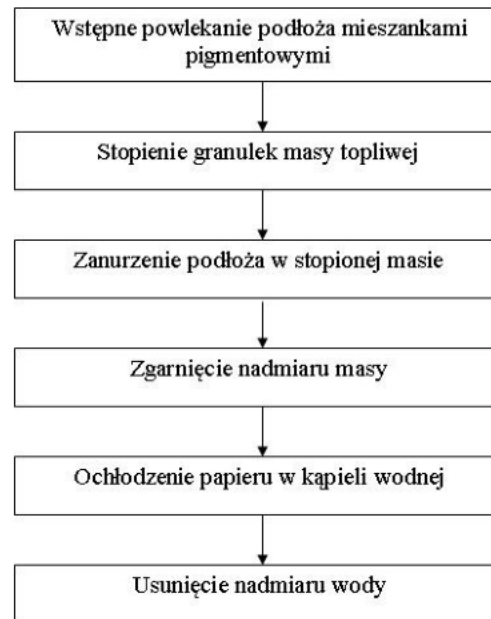 Wstępne powlekanie podłoża mieszankami
pigmentowymi
Stopienie granulek masy topliwej
Zanurzenie podłoża w stopionej masie
Zgarnięcie nadmiaru masy
Ochłodzenie papieru w kąpieli wodnej
Usunięcie nadmiaru wody